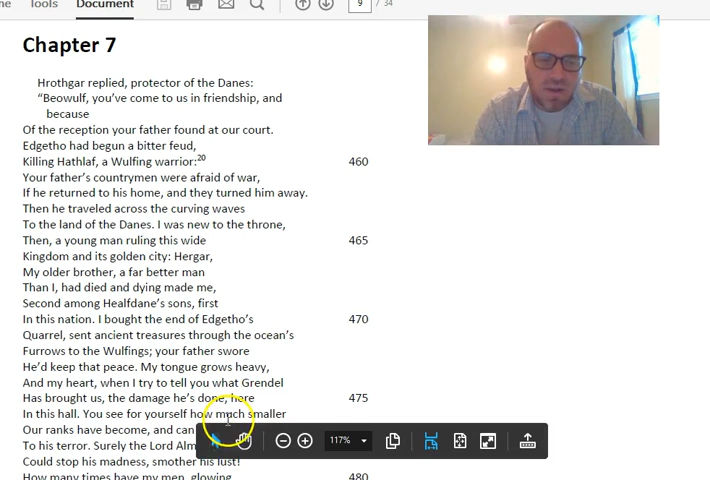 Tools Document 9 / 34
Chapter 7
Hrothgar replied, protector of the Danes:
“Beowulf, you’ve come to us in friendship, and
because
Of the reception your father found at our court.
Edgetho had begun a bitter feud,
Killing Hathlaf, a Wulfing warrior:20 460
Your father’s countrymen were afraid of war,
If he returned to his home, and they turned him away.
Then he traveled across the curving waves
To the land of the Danes. I was new to the throne,
Then, a young man ruling this wide 465
Kingdom and its golden city: Hergar,
My older brother, a far better man
Than I, had died and dying made me,
Second among Healfdane’s sons, first
In this nation. I bought the end of Edgetho’s 470
Quarrel, sent ancient treasures through the ocean’s
Furrows to the Wulfings; your father swore
He’d keep that peace. My tongue grows heavy,
And my heart, when I try to tell you what Grendel
Has brought us, the damage he’s done, here 475
In this hall. You see for yourself how much smaller
Our ranks have become, and can
To his terror. Surely the Lord Alm
Could stop his madness, smother his lust!
How many times have my men, glowing 480
117%